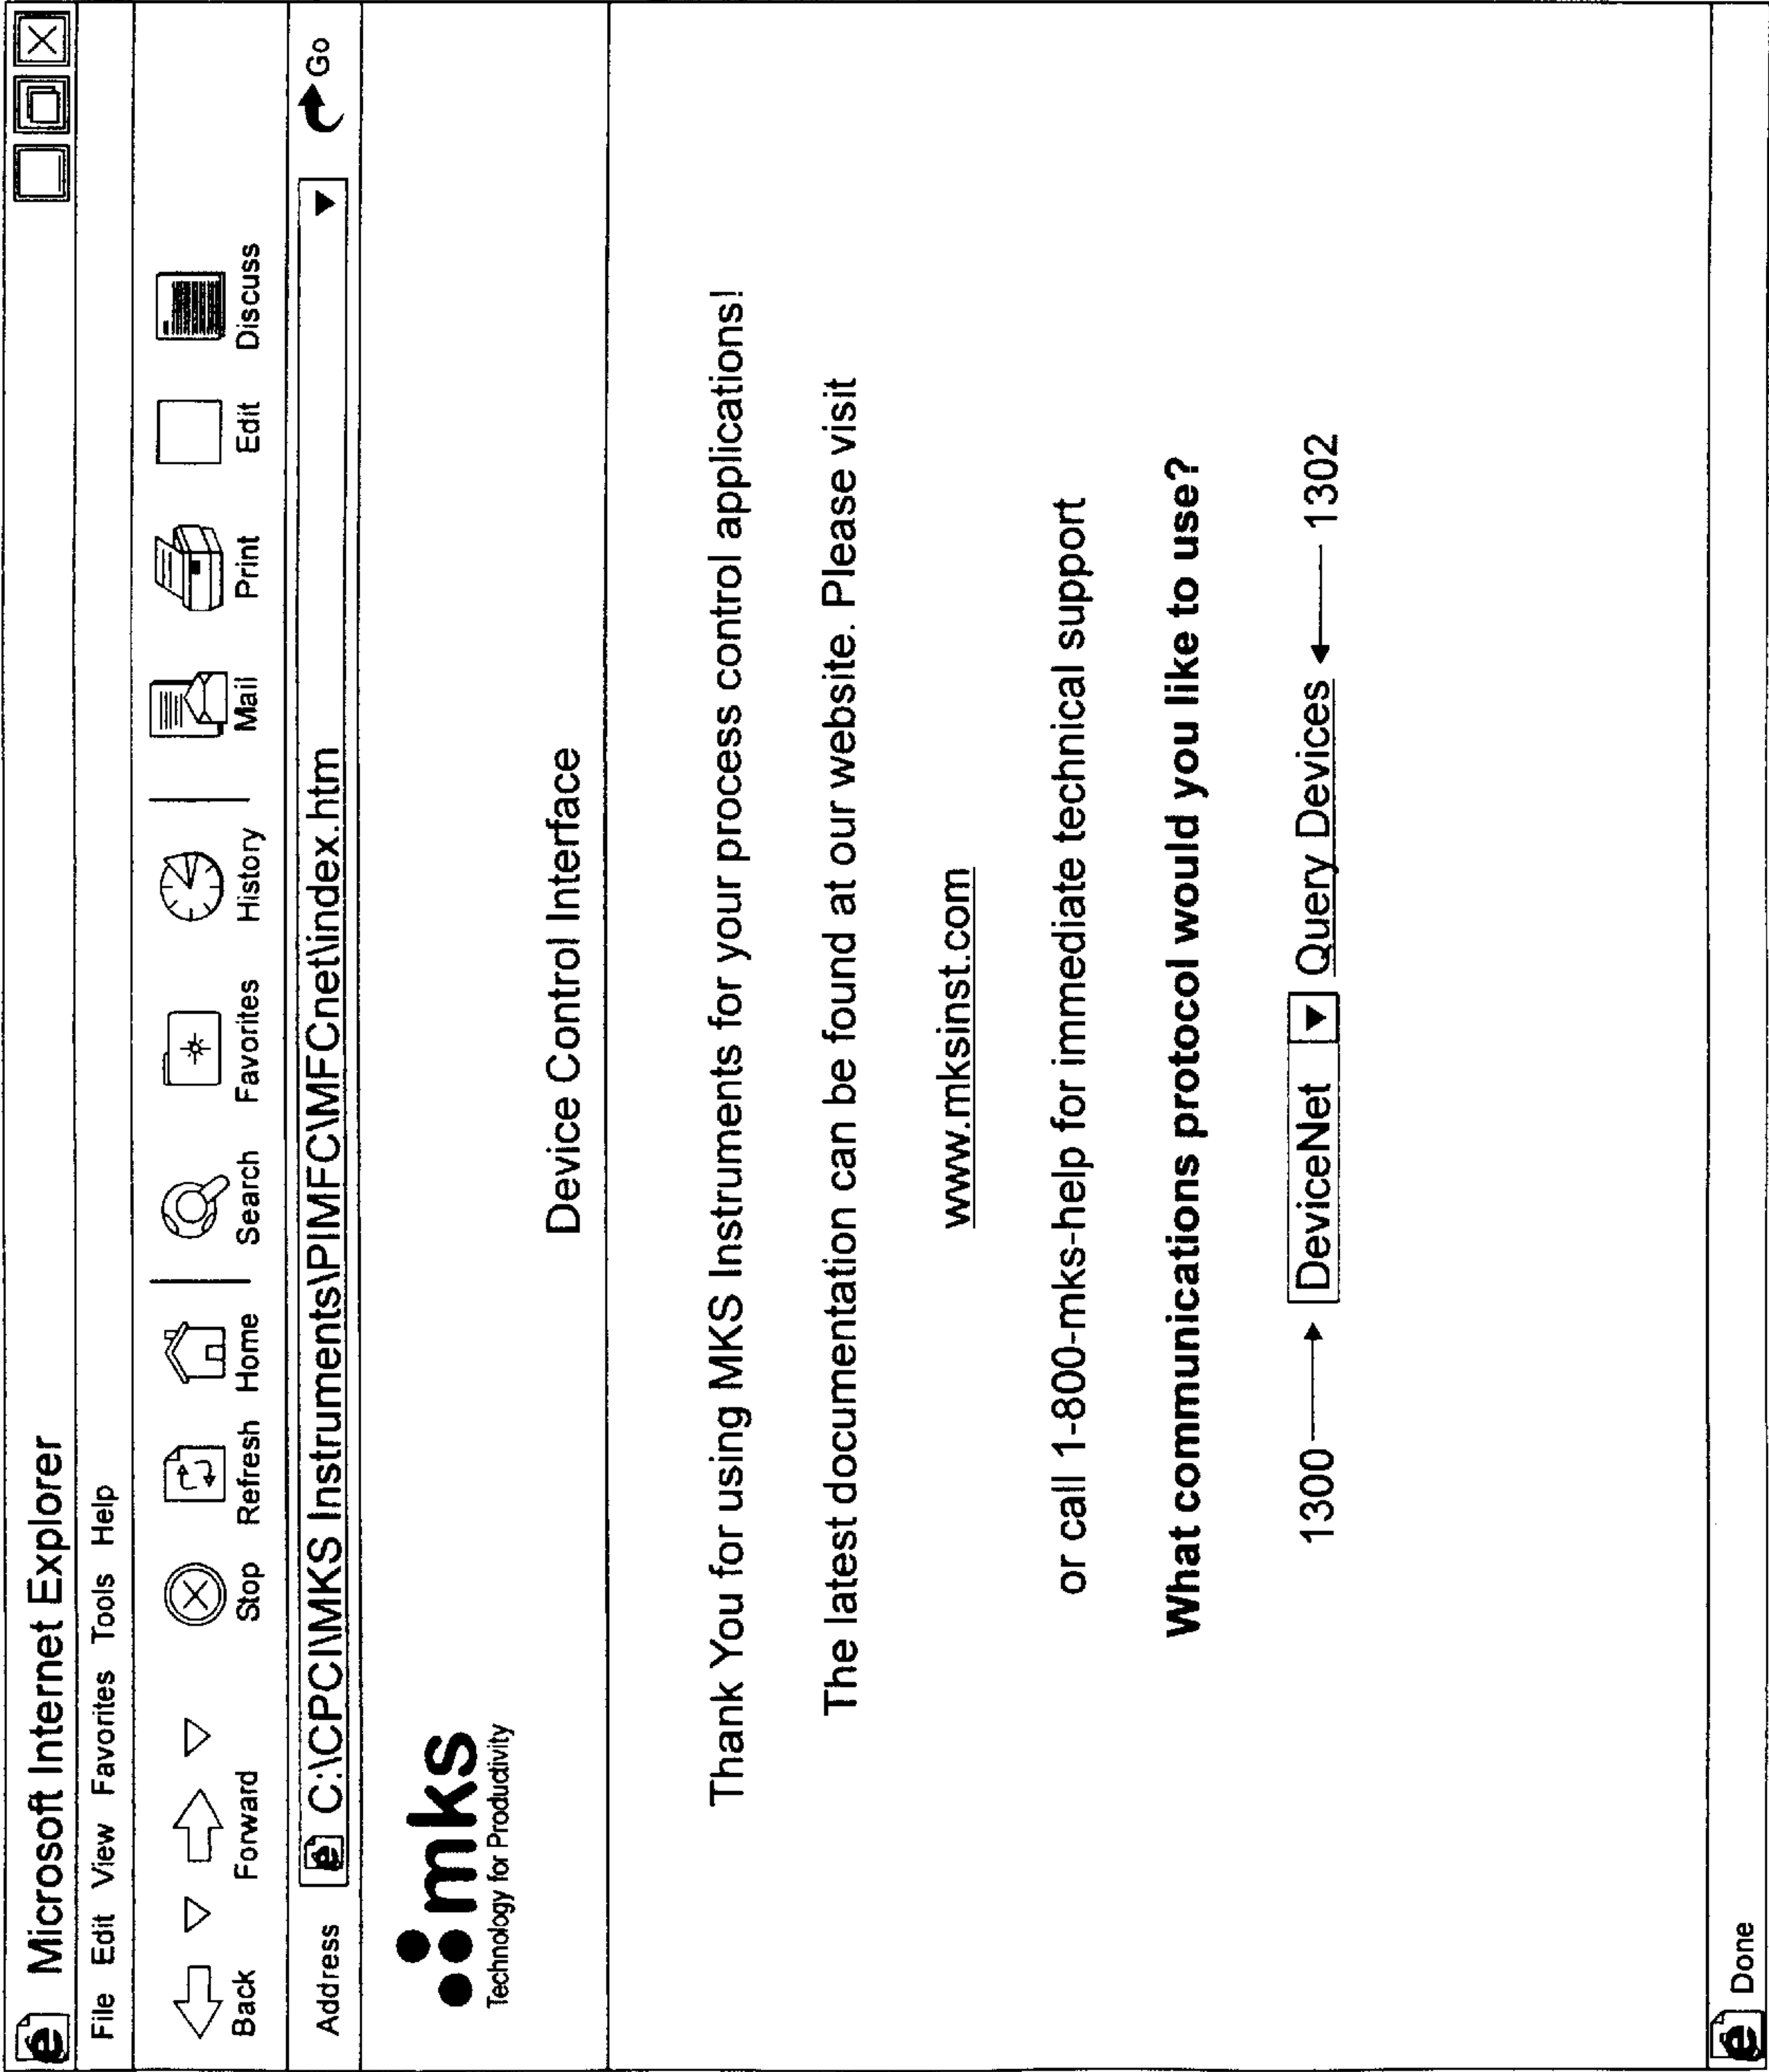 Microsoft Internet Explorer
File Edit View Favorites Tools Help
Back Forward Stop Refresh Home Search Favorites History Mail Print Edit Discuss
Address C:\CPCI\MKS Instruments\PIMFC\MFCnet\index.htm Go
mks
Technology for Productivity
Device Control Interface
Thank You for using MKS Instruments for your process control applications!
The latest documentation can be found at our website. Please visit
www.mksinst.com
or call 1-800-mks-help for immediate technical support
What communications protocol would you like to use?
1300 DeviceNet Query Devices 1302
Done